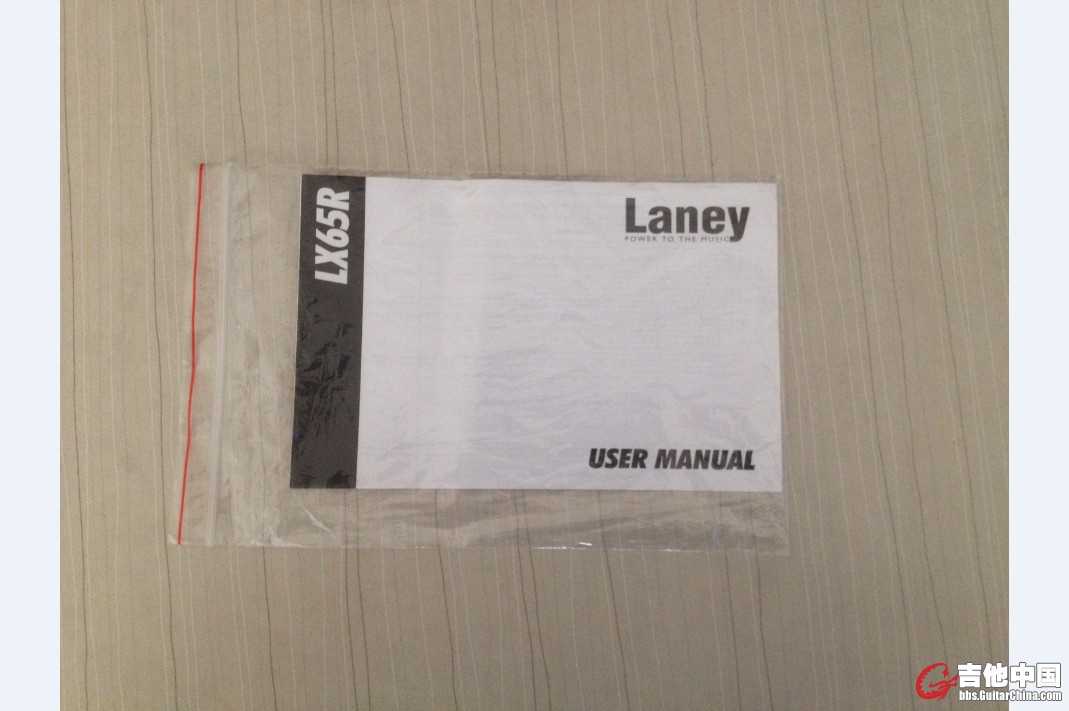 LX65R
Laney
POWER TO THE MUSIC
USER MANUAL
吉他中国
bbs.GuitarChina.com